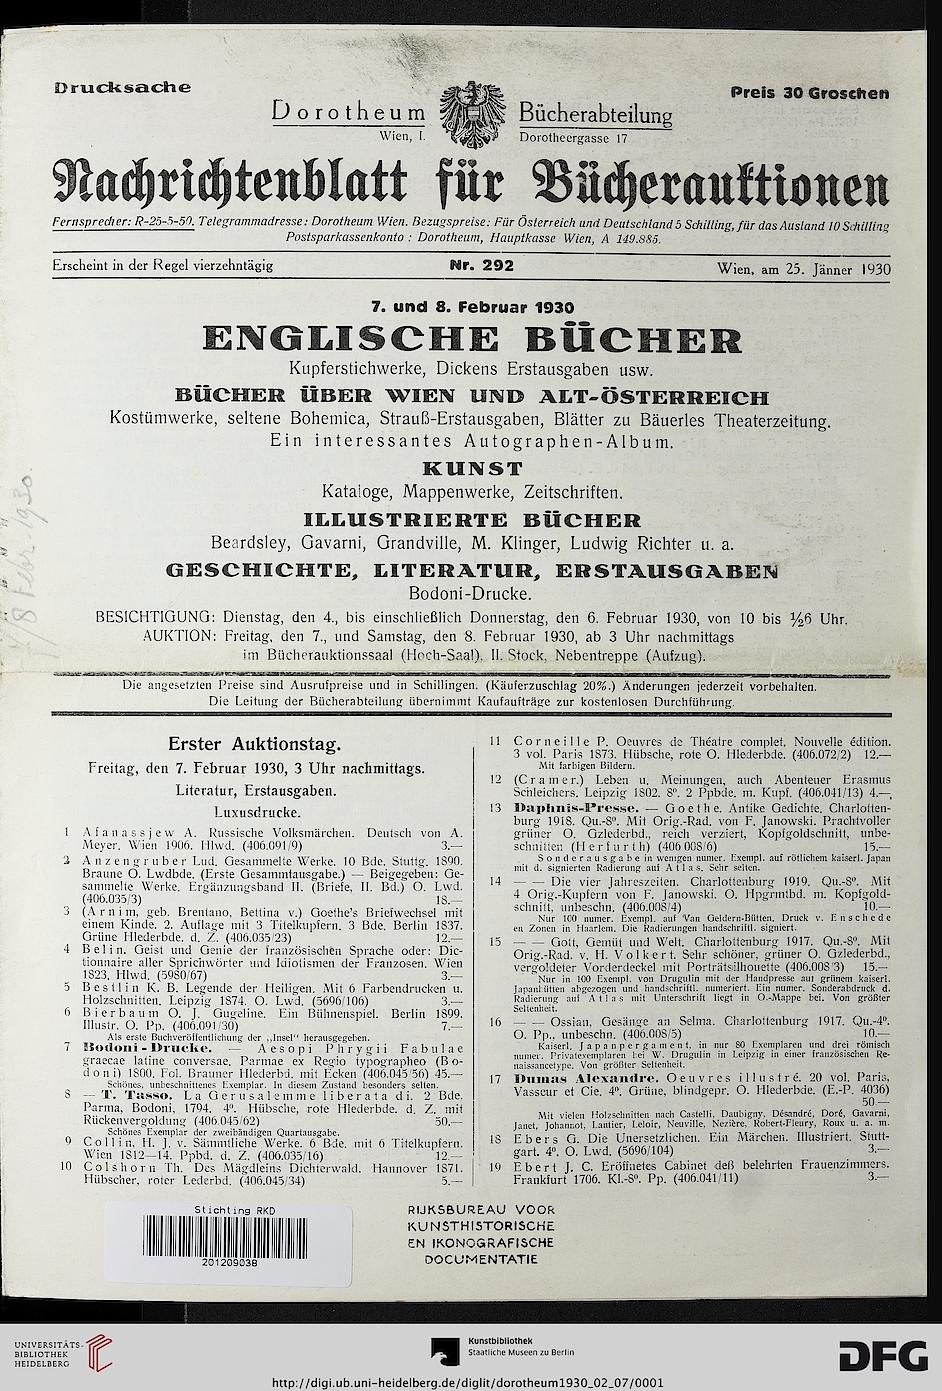 Drucksache
Preis 30 Groschen
Dorotheum Bücherabteilung
Wien, I. Dorotheergasse 17
Nachrichtenblatt für Bücherauktionen
Fernsprecher: R-25-5-50. Telegrammadresse: Dorotheum Wien. Bezugspreise: Für Österreich und Deutschland 5 Schilling, für das Ausland 10 Schilling
Postsparkassenkonto : Dorotheum, Hauptkasse Wien, A 149.885.
Erscheint in der Regel vierzehntägig Nr. 292 Wien, am 25. Jänner 1930
7. und 8. Februar 1930
ENGLISCHE BÜCHER
Kupferstichwerke, Dickens Erstausgaben usw.
BÜCHER ÜBER WIEN UND ALT-ÖSTERREICH
Kostümwerke, seltene Bohemica, Strauß-Erstausgaben, Blätter zu Bäuerles Theaterzeitung.
Ein interessantes Autographen-Album.
KUNST
Kataloge, Mappenwerke, Zeitschriften.
ILLUSTRIERTE BÜCHER
Beardsley, Gavarni, Grandville, M. Klinger, Ludwig Richter u. a.
GESCHICHTE, LITERATUR, ERSTAUSGABEN
Bodoni-Drucke.
BESICHTIGUNG: Dienstag, den 4., bis einschließlich Donnerstag, den 6. Februar 1930, von 10 bis ½6 Uhr.
AUKTION: Freitag, den 7., und Samstag, den 8. Februar 1930, ab 3 Uhr nachmittags
im Bücherauktionssaal (Hoch-Saal), II. Stock, Nebentreppe (Aufzug).
7/8 Febr. 1930.
Die angesetzten Preise sind Ausrufpreise und in Schillingen. (Käuferzuschlag 20%.) Änderungen jederzeit vorbehalten.
Die Leitung der Bücherabteilung übernimmt Kaufaufträge zur kostenlosen Durchführung.
Erster Auktionstag.
Freitag, den 7. Februar 1930, 3 Uhr nachmittags.
Literatur, Erstausgaben.
Luxusdrucke.
1 Afanassjew A. Russische Volksmärchen. Deutsch von A.
Meyer. Wien 1906. Hlwd. (406.091/9) 3.—
2 Anzengruber Lud. Gesammelte Werke. 10 Bde. Stuttg. 1890.
Braune O. Lwdbde. (Erste Gesammtausgabe.) — Beigegeben: Ge-
sammelte Werke. Ergänzungsband II. (Briefe, II. Bd.) O. Lwd.
(406.035/3) 18.—
3 (Arnim, geb. Brentano, Bettina v.) Goethe's Briefwechsel mit
einem Kinde. 2. Auflage mit 3 Titelkupfern. 3 Bde. Berlin 1837.
Grüne Hlederbde. d. Z. (406.035/23) 12.—
4 Belin. Geist und Genie der französischen Sprache oder: Dic-
tionnaire aller Sprichwörter und Idiotismen der Franzosen. Wien
1823. Hlwd. (5980/67) 3.—
5 Bestlin K. B. Legende der Heiligen. Mit 6 Farbendrucken u.
Holzschnitten. Leipzig 1874. O. Lwd. (5696/106) 3.—
6 Bierbaum O. J. Gugeline. Ein Bühnenspiel. Berlin 1899.
Illustr. O. Pp. (406.091/30) 7.—
Als erste Buchveröffentlichung der „Insel" herausgegeben.
7 Bodoni-Drucke. — Aesopi Phrygii Fabulae
graecae latine conversae. Parmae ex Regio typographeo (Bo-
doni) 1800. Fol. Brauner Hlederbd. mit Ecken (406.045/56) 45.—
Schönes, unbeschnittenes Exemplar. In diesem Zustand besonders selten.
8 — T. Tasso. La Gerusalemme liberata di. 2 Bde.
Parma, Bodoni, 1794. 4°. Hübsche, rote Hlederbde. d. Z. mit
Rückenvergoldung (406.045/62) 50.—
Schönes Exemplar der zweibändigen Quartausgabe.
9 Collin, H. J. v. Sämmtliche Werke. 6 Bde. mit 6 Titelkupfern.
Wien 1812—14. Ppbd. d. Z. (406.035/16) 12.—
10 Colshorn Th. Des Mägdleins Dichterwald. Hannover 1871.
Hübscher, roter Lederbd. (406.045/34) 5.—
11 Corneille P. Oeuvres de Théatre complet. Nouvelle édition.
3 vol. Paris 1873. Hübsche, rote O. Hlederbde. (406.072/2) 12.—
Mit farbigen Bildern.
12 (Cramer.) Leben u. Meinungen, auch Abenteuer Erasmus
Schleichers. Leipzig 1802. 8°. 2 Ppbde. m. Kupf. (406.041/13) 4.—
13 Daphnis-Presse. — Goethe. Antike Gedichte. Charlotten-
burg 1918. Qu.-8°. Mit Orig.-Rad. von F. Janowski. Prachtvoller
grüner O. Gzlederbd., reich verziert, Kopfgoldschnitt, unbe-
schnitten (Herfurth) (406 008/6) 15.—
Sonderausgabe in wenigen numer. Exempl. auf rötlichem kaiserl. Japan
mit d. signierten Radierung auf Atlas. Sehr selten.
14 — — Die vier Jahreszeiten. Charlottenburg 1919. Qu.-8°. Mit
4 Orig.-Kupfern von F. Janowski. O. Hpgrmtbd. m. Kopfgold-
schnitt, unbeschn. (406.008/4) 10.—
Nur 100 numer. Exempl. auf Van Geldern-Bütten, Druck v. Enschede
en Zonen in Haarlem. Die Radierungen handschriftl. signiert.
15 — — Gott, Gemüt und Welt. Charlottenburg 1917. Qu.-8°. Mit
Orig.-Rad. v. H. Volkert. Sehr schöner, grüner O. Gzlederbd.,
vergoldeter Vorderdeckel mit Porträtsilhouette (406.008/3) 15.—
Nur in 100 Exempl. von Drugulin mit der Handpresse auf grünem kaiserl.
Japanbütten abgezogen und handschriftl. numeriert. Ein numer. Sonderabdruck d.
Radierung auf Atlas mit Unterschrift liegt in O.-Mappe bei. Von größter
Seltenheit.
16 — — Ossian, Gesänge an Selma. Charlottenburg 1917. Qu.-4°.
O. Pp., unbeschn. (406.008/5) 10.—
Kaiserl. Japanpergament, in nur 80 Exemplaren und drei römisch
numer. Privatexemplaren bei W. Drugulin in Leipzig in einer französischen Re-
naissancetype. Von größter Seltenheit.
17 Dumas Alexandre. Oeuvres illustré. 20 vol. Paris,
Vasseur et Cie. 4°. Grüne, blindgepr. O. Hlederbde. (E.-P. 4036)
50.—
Mit vielen Holzschnitten nach Castelli, Daubigny, Désandré, Doré, Gavarni,
Janet, Johannot, Lantier, Leloir, Neuville, Nezière, Robert-Fleury, Roux u. a. m.
18 Ebers G. Die Unersetzlichen. Ein Märchen. Illustriert. Stutt-
gart. 4°. O. Lwd. (5696/104) 3.—
19 Ebert J. C. Eröffnetes Cabinet deß belehrten Frauenzimmers.
Frankfurt 1706. Kl.-8°. Pp. (406.041/11) 3.—
Stichting RKD
201209038
RIJKSBUREAU VOOR
KUNSTHISTORISCHE
EN IKONOGRAFISCHE
DOCUMENTATIE
UNIVERSITÄTS-
BIBLIOTHEK
HEIDELBERG
Kunstbibliothek
Staatliche Museen zu Berlin
DFG
http://digi.ub.uni-heidelberg.de/diglit/dorotheum1930_02_07/0001